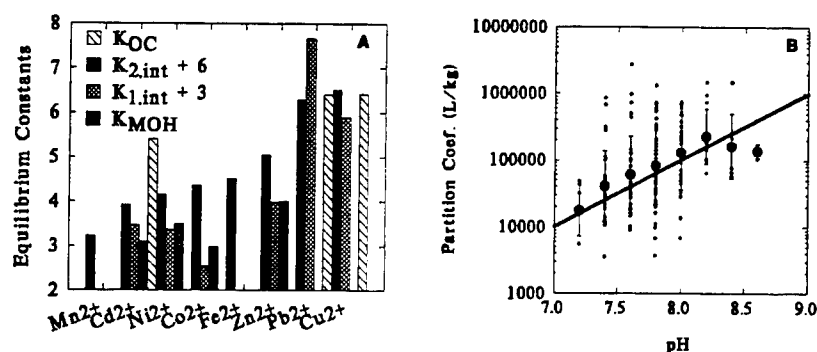 A
K_OC
K_2,int + 6
K_1.int + 3
K_MOH
Equilibrium Constants
8
7
6
5
4
3
2
Mn2+ Cd2+ Ni2+ Co2+ Fe2+ Zn2+ Pb2+ Cu2+
B
Partition Coef. (L/kg)
10000000
1000000
100000
10000
1000
7.0 7.5 8.0 8.5 9.0
pH